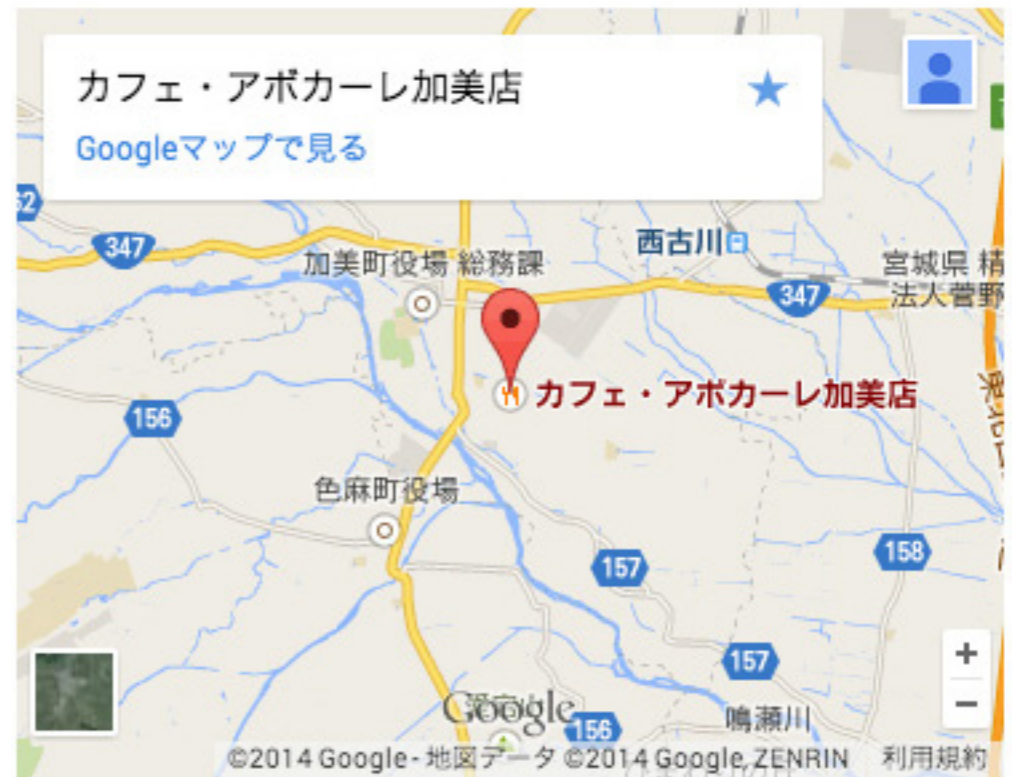 カフェ・アボカーレ加美店
Googleマップで見る
347
西古川
加美町役場 総務課
宮城県 精
法人菅野
347
カフェ・アボカーレ加美店
156
色麻町役場
157
158
157
156
鳴瀬川
Google
©2014 Google - 地図データ ©2014 Google, ZENRIN 利用規約
+
−